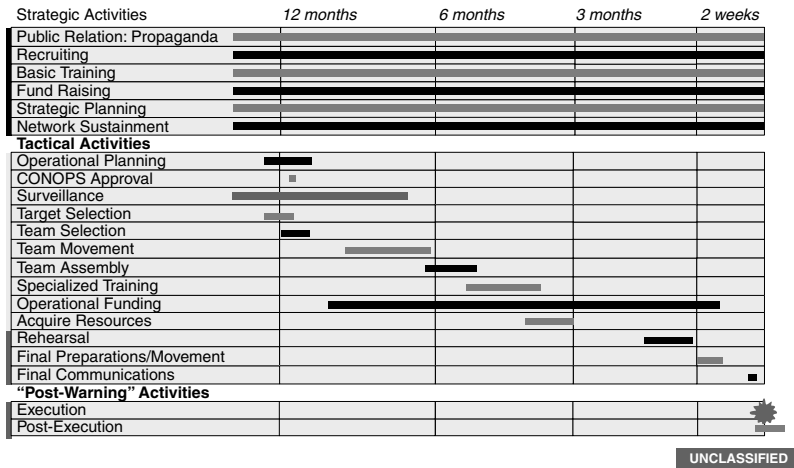 Strategic Activities 12 months 6 months 3 months 2 weeks
Public Relation: Propaganda
Recruiting
Basic Training
Fund Raising
Strategic Planning
Network Sustainment
Tactical Activities
Operational Planning
CONOPS Approval
Surveillance
Target Selection
Team Selection
Team Movement
Team Assembly
Specialized Training
Operational Funding
Acquire Resources
Rehearsal
Final Preparations/Movement
Final Communications
“Post-Warning” Activities
Execution
Post-Execution
UNCLASSIFIED